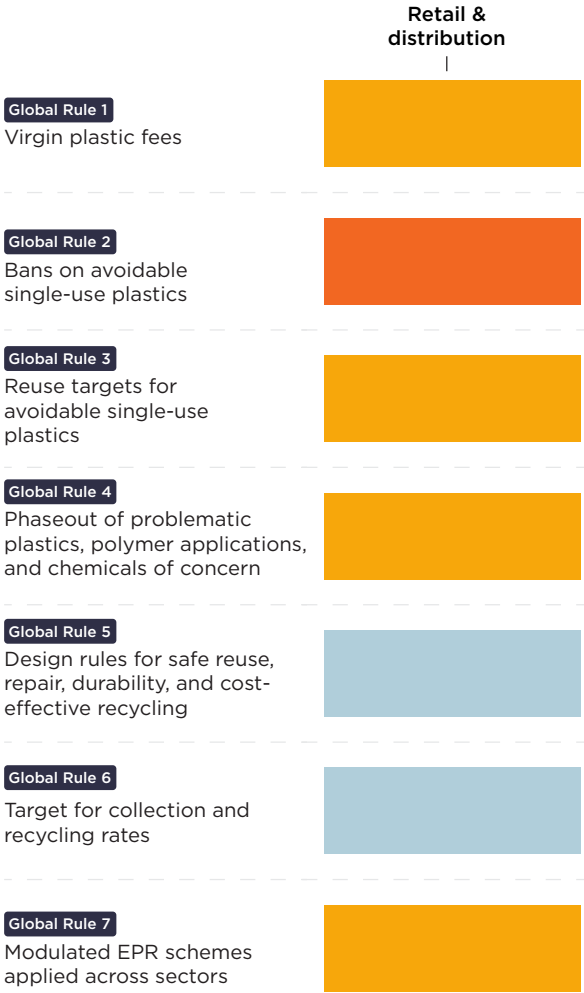 Retail &
distribution
Global Rule 1
Virgin plastic fees
Global Rule 2
Bans on avoidable
single-use plastics
Global Rule 3
Reuse targets for
avoidable single-use
plastics
Global Rule 4
Phaseout of problematic
plastics, polymer applications,
and chemicals of concern
Global Rule 5
Design rules for safe reuse,
repair, durability, and cost-
effective recycling
Global Rule 6
Target for collection and
recycling rates
Global Rule 7
Modulated EPR schemes
applied across sectors